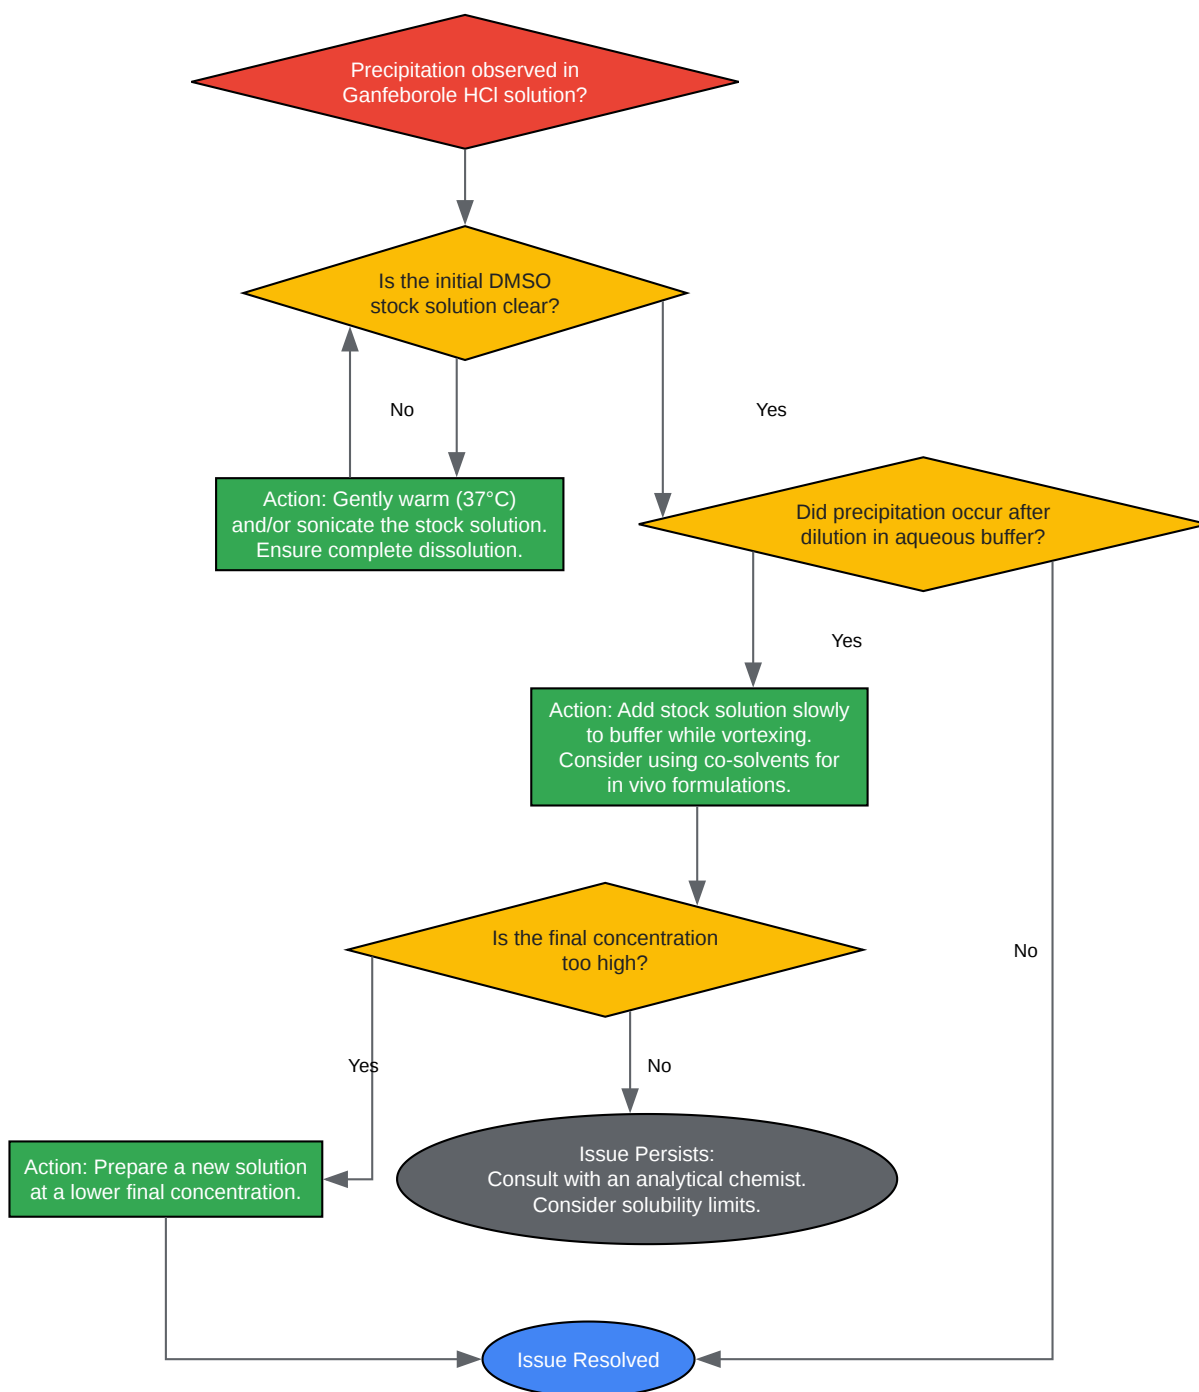 Precipitation observed in
Ganfeborole HCl solution?
Is the initial DMSO
stock solution clear?
No
Yes
Action: Gently warm (37°C)
and/or sonicate the stock solution.
Ensure complete dissolution.
Did precipitation occur after
dilution in aqueous buffer?
Yes
Action: Add stock solution slowly
to buffer while vortexing.
Consider using co-solvents for
in vivo formulations.
Is the final concentration
too high?
No
Yes
No
Issue Persists:
Consult with an analytical chemist.
Consider solubility limits.
Action: Prepare a new solution
at a lower final concentration.
Issue Resolved